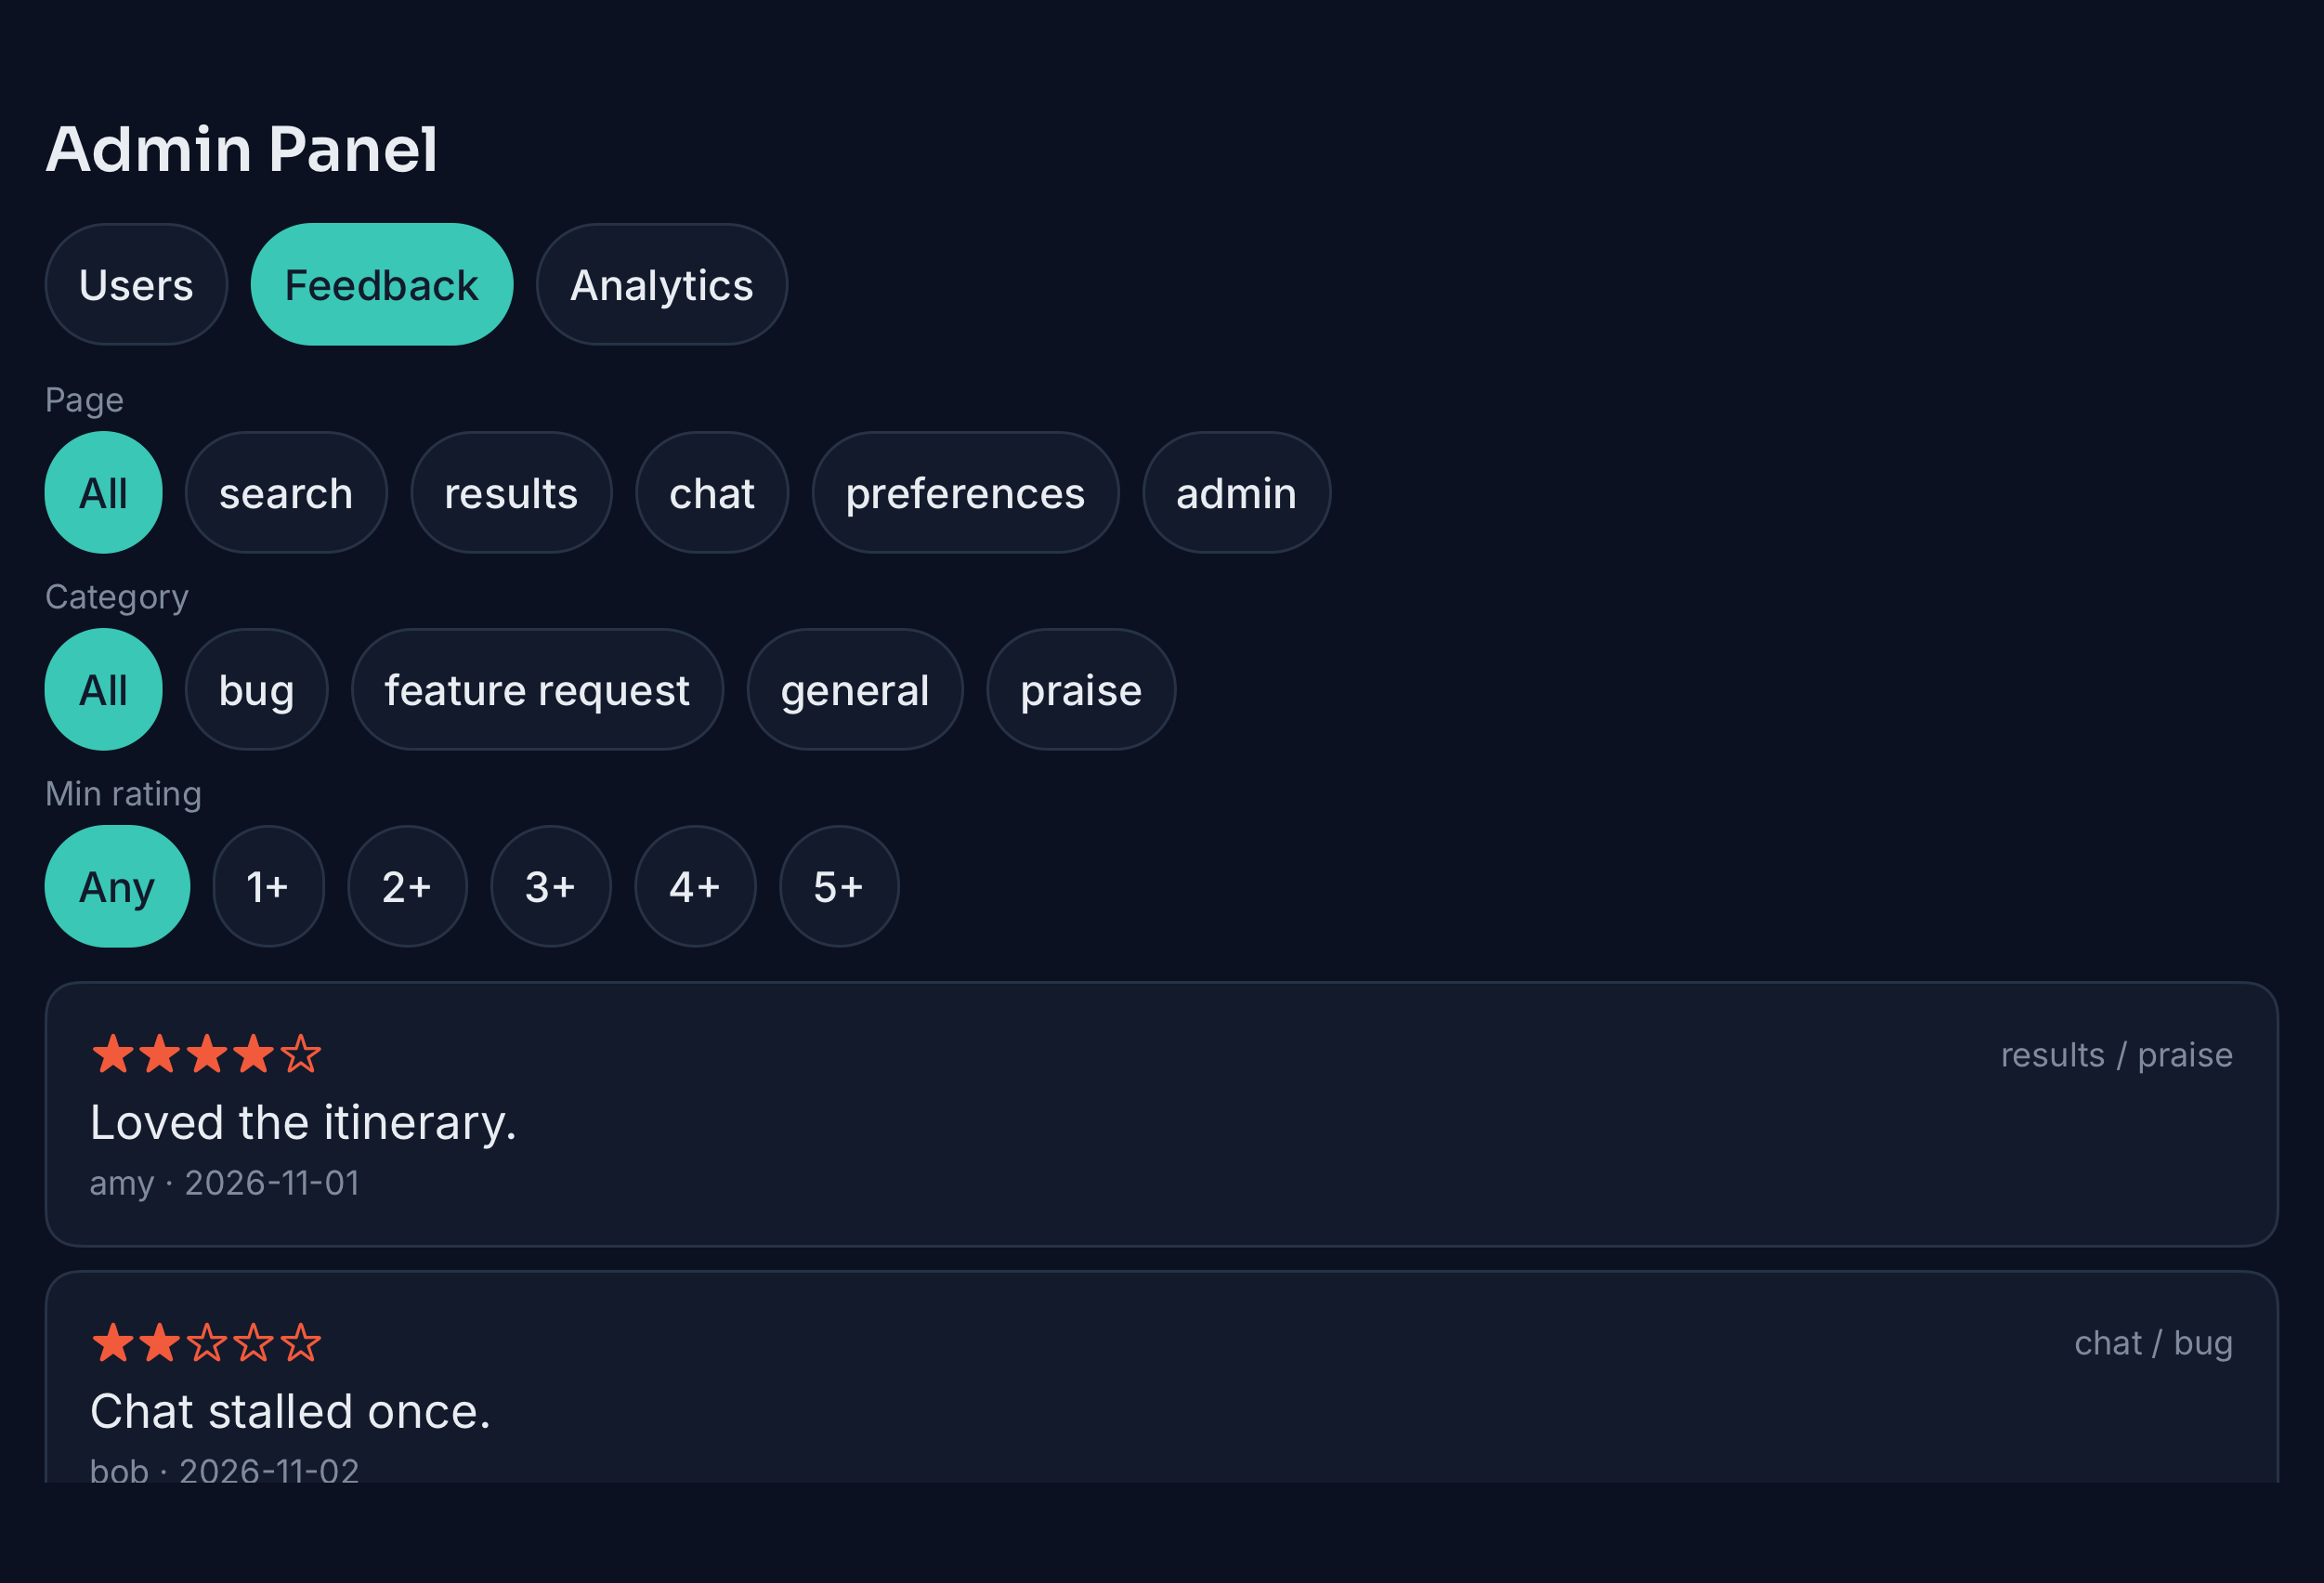 Admin Panel
Users Feedback Analytics
Page
All search results chat preferences admin
Category
All bug feature request general praise
Min rating
Any 1+ 2+ 3+ 4+ 5+
★★★★☆ results / praise
Loved the itinerary.
amy · 2026-11-01
★★☆☆☆ chat / bug
Chat stalled once.
bob · 2026-11-02